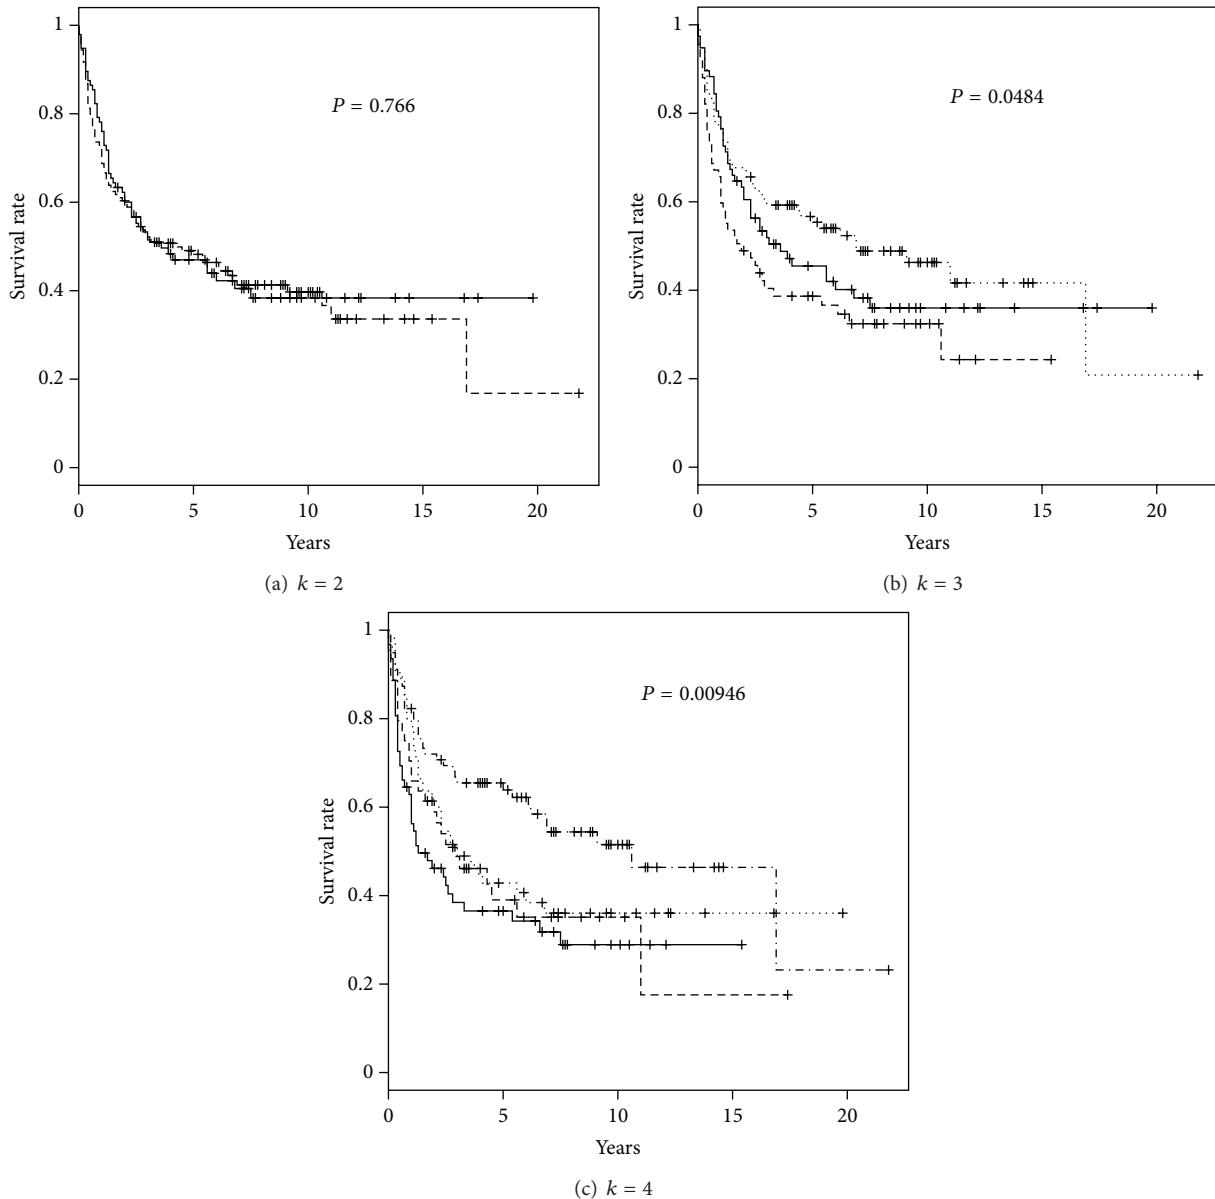 1
0.8
0.6
0.4
0.2
0
Survival rate
P = 0.766
0 5 10 15 20
Years
(a) k = 2
1
0.8
0.6
0.4
0.2
0
Survival rate
P = 0.0484
0 5 10 15 20
Years
(b) k = 3
1
0.8
0.6
0.4
0.2
0
Survival rate
P = 0.00946
0 5 10 15 20
Years
(c) k = 4